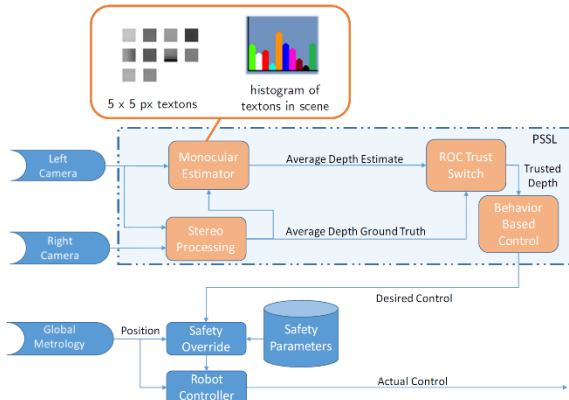 5 x 5 px textons
histogram of
textons in scene
PSSL
Left
Camera
Monocular
Estimator
Average Depth Estimate
ROC Trust
Switch
Trusted
Depth
Right
Camera
Stereo
Processing
Average Depth Ground Truth
Behavior
Based
Control
Desired Control
Global
Metrology
Position
Safety
Override
Safety
Parameters
Robot
Controller
Actual Control